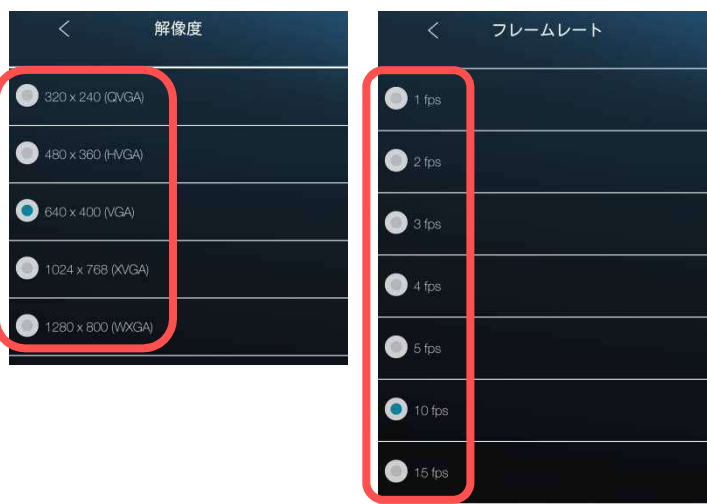 解像度
320 x 240 (QVGA)
480 x 360 (HVGA)
640 x 400 (VGA)
1024 x 768 (XVGA)
1280 x 800 (WXGA)
フレームレート
1 fps
2 fps
3 fps
4 fps
5 fps
10 fps
15 fps